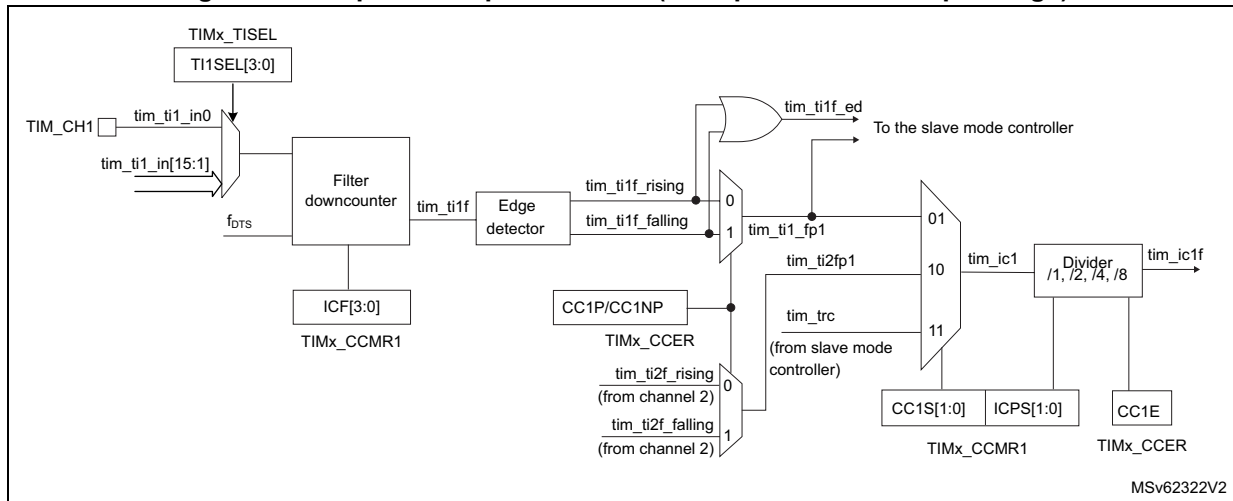 TIMx_TISEL
TI1SEL[3:0]
TIM_CH1
tim_ti1_in0
tim_ti1_in[15:1]
fDTS
Filter
downcounter
ICF[3:0]
TIMx_CCMR1
tim_ti1f
Edge
detector
tim_ti1f_rising
tim_ti1f_falling
0
1
tim_ti1f_ed
To the slave mode controller
tim_ti1_fp1
tim_ti2fp1
CC1P/CC1NP
TIMx_CCER
tim_ti2f_rising
(from channel 2)
tim_ti2f_falling
(from channel 2)
0
1
tim_trc
(from slave mode
controller)
01
10
11
tim_ic1
Divider
/1, /2, /4, /8
tim_ic1f
CC1S[1:0]
ICPS[1:0]
TIMx_CCMR1
CC1E
TIMx_CCER
MSv62322V2